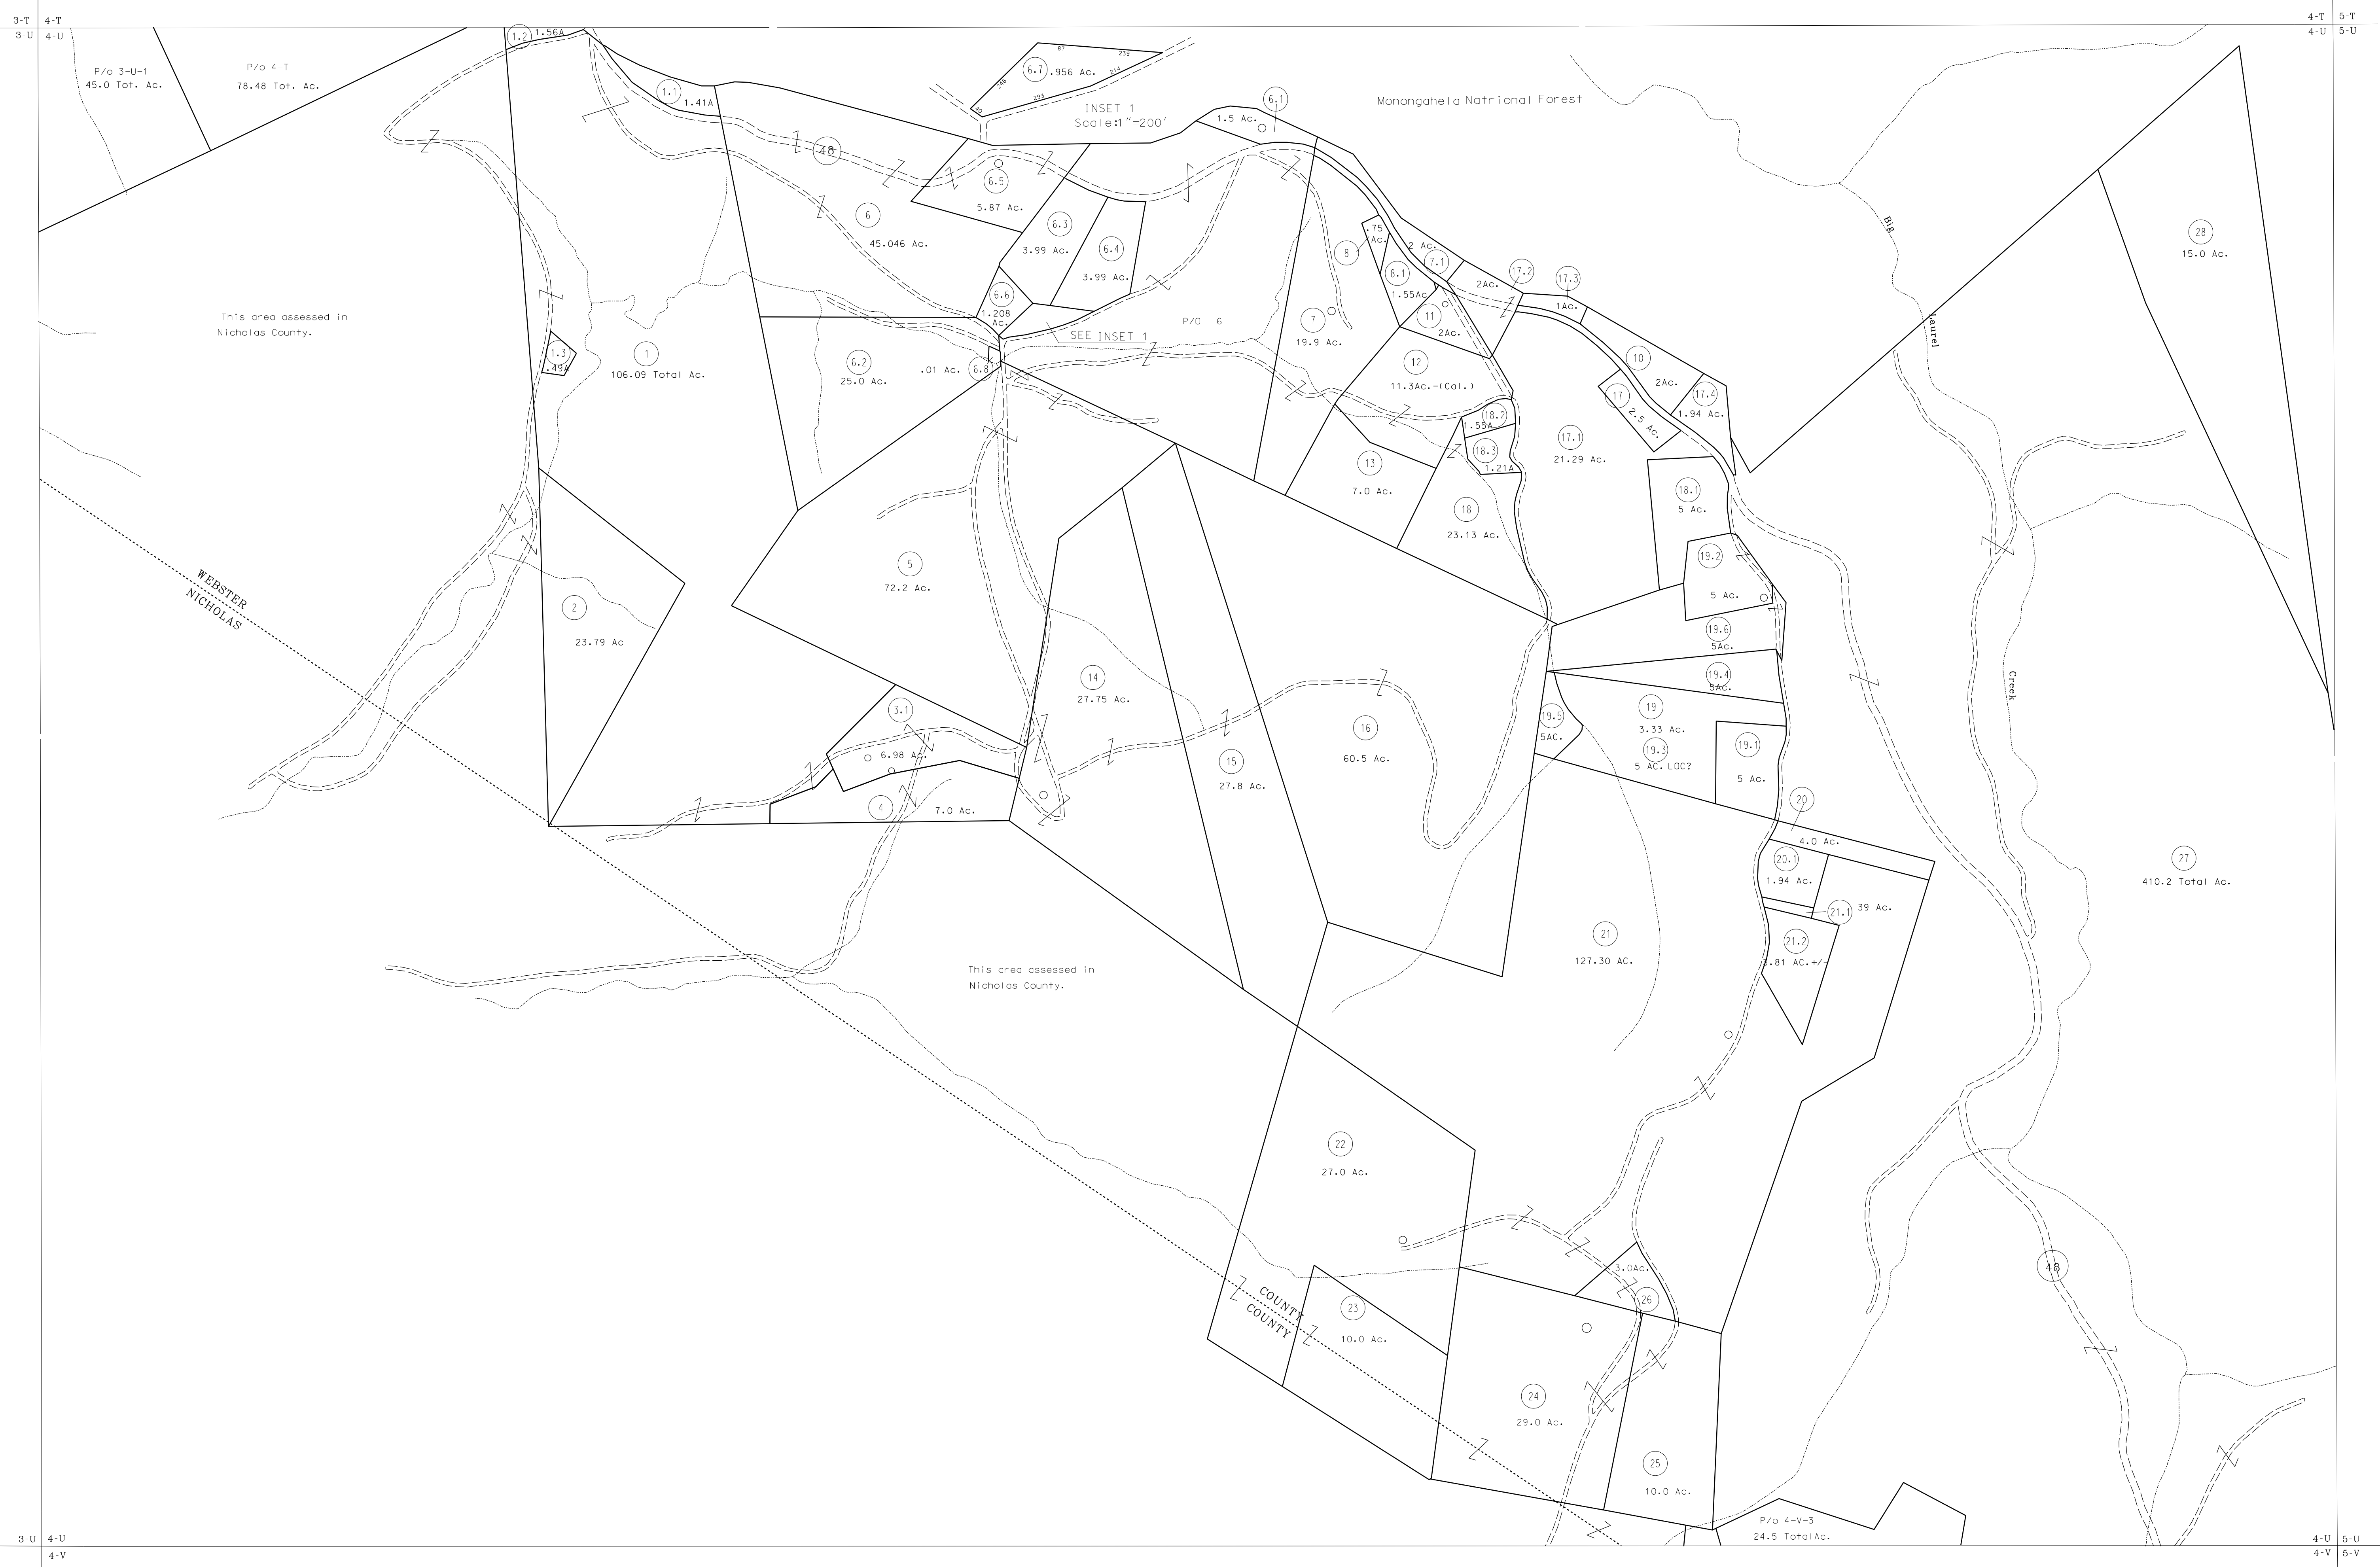 3-T 4-T
3-U 4-U
4-T 5-T
4-U 5-U
P/o 3-U-1
45.0 Tot. Ac.
P/o 4-T
78.48 Tot. Ac.
1.2
1.56A
1.1
1.41A
48
87
239
6.7
.956 Ac.
246
214
40
293
INSET 1
Scale:1"=200'
6.1
1.5 Ac.
Monongahela Natrional Forest
Big
Laurel
Creek
28
15.0 Ac.
6
45.046 Ac.
6.5
5.87 Ac.
6.3
3.99 Ac.
6.4
3.99 Ac.
6.6
1.208
Ac.
SEE INSET 1
P/O 6
7
19.9 Ac.
8
.75
Ac.
8.1
1.55Ac.
2 Ac.
7.1
17.2
2Ac.
17.3
1Ac.
11
2Ac.
12
11.3Ac.-(Cal.)
10
2Ac.
17
2.5 Ac.
17.4
1.94 Ac.
This area assessed in
Nicholas County.
1.3
.49A
1
106.09 Total Ac.
6.2
25.0 Ac.
.01 Ac.
6.8
18.2
1.55A
18.3
1.21A
17.1
21.29 Ac.
13
7.0 Ac.
18
23.13 Ac.
18.1
5 Ac.
19.2
5 Ac.
WEBSTER
NICHOLAS
2
23.79 Ac
5
72.2 Ac.
19.6
5Ac.
19.4
5Ac.
3.1
6.98 Ac.
14
27.75 Ac.
15
27.8 Ac.
16
60.5 Ac.
19.5
5AC.
19
3.33 Ac.
19.3
5 AC. LOC?
19.1
5 Ac.
4
7.0 Ac.
20
4.0 Ac.
20.1
1.94 Ac.
21.1
39 Ac.
21.2
.81 AC.+/-
27
410.2 Total Ac.
This area assessed in
Nicholas County.
21
127.30 AC.
22
27.0 Ac.
COUNTY
COUNTY
23
10.0 Ac.
3.0Ac.
26
48
24
29.0 Ac.
25
10.0 Ac.
P/o 4-V-3
24.5 TotalAc.
3-U 4-U
4-V
4-U 5-U
4-V 5-V